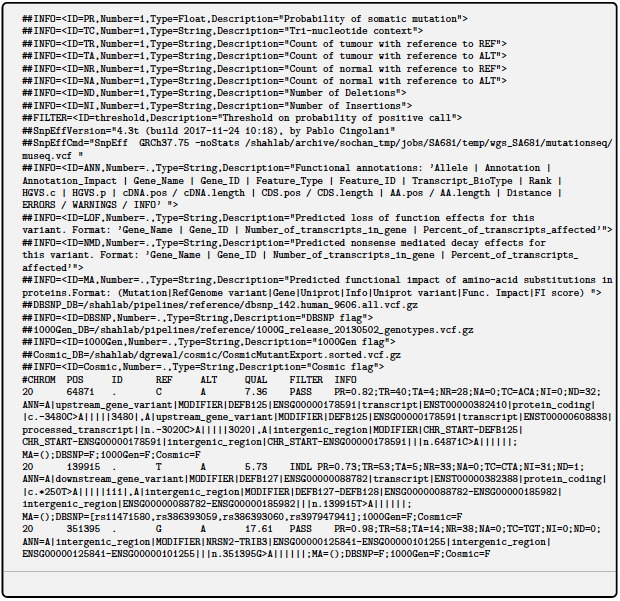 ##INFO=<ID=PR,Number=1,Type=Float,Description="Probability of somatic mutation">
##INFO=<ID=TC,Number=1,Type=String,Description="Tri-nucleotide context">
##INFO=<ID=TR,Number=1,Type=String,Description="Count of tumour with reference to REF">
##INFO=<ID=TA,Number=1,Type=String,Description="Count of tumour with reference to ALT">
##INFO=<ID=NR,Number=1,Type=String,Description="Count of normal with reference to REF">
##INFO=<ID=NA,Number=1,Type=String,Description="Count of normal with reference to ALT">
##INFO=<ID=ND,Number=1,Type=String,Description="Number of Deletions">
##INFO=<ID=NI,Number=1,Type=String,Description="Number of Insertions">
##FILTER=<ID=threshold,Description="Threshold on probability of positive call">
##SnpEffVersion="4.3t (build 2017-11-24 10:18), by Pablo Cingolani"
##SnpEffCmd="SnpEff  GRCh37.75 -noStats /shahlab/archive/sochan_tmp/jobs/SA681/temp/wgs_SA681/mutationseq/
museq.vcf "
##INFO=<ID=ANN,Number=.,Type=String,Description="Functional annotations: 'Allele | Annotation |
Annotation_Impact | Gene_Name | Gene_ID | Feature_Type | Feature_ID | Transcript_BioType | Rank |
HGVS.c | HGVS.p | cDNA.pos / cDNA.length | CDS.pos / CDS.length | AA.pos / AA.length | Distance |
ERRORS / WARNINGS / INFO' ">
##INFO=<ID=LOF,Number=.,Type=String,Description="Predicted loss of function effects for this
variant. Format: 'Gene_Name | Gene_ID | Number_of_transcripts_in_gene | Percent_of_transcripts_affected'">
##INFO=<ID=NMD,Number=.,Type=String,Description="Predicted nonsense mediated decay effects for
this variant. Format: 'Gene_Name | Gene_ID | Number_of_transcripts_in_gene | Percent_of_transcripts_
affected'">
##INFO=<ID=MA,Number=.,Type=String,Description="Predicted functional impact of amino-acid substitutions in
proteins.Format: (Mutation|RefGenome variant|Gene|Uniprot|Info|Uniprot variant|Func. Impact|FI score) ">
##DBSNP_DB=/shahlab/pipelines/reference/dbsnp_142.human_9606.all.vcf.gz
##INFO=<ID=DBSNP,Number=.,Type=String,Description="DBSNP flag">
##1000Gen_DB=/shahlab/pipelines/reference/1000G_release_20130502_genotypes.vcf.gz
##INFO=<ID=1000Gen,Number=.,Type=String,Description="1000Gen flag">
##Cosmic_DB=/shahlab/dgrewal/cosmic/CosmicMutantExport.sorted.vcf.gz
##INFO=<ID=Cosmic,Number=.,Type=String,Description="Cosmic flag">
#CHROM POS ID REF ALT QUAL FILTER INFO
20 64871 . C A 7.36 PASS PR=0.82;TR=40;TA=4;NR=28;NA=0;TC=ACA;NI=0;ND=32;
ANN=A|upstream_gene_variant|MODIFIER|DEFB125|ENSG00000178591|transcript|ENST00000382410|protein_coding|
|c.-3480C>A|||||3480|,A|upstream_gene_variant|MODIFIER|DEFB125|ENSG00000178591|transcript|ENST00000608838|
processed_transcript||n.-3020C>A|||||3020|,A|intergenic_region|MODIFIER|CHR_START-DEFB125|
CHR_START-ENSG00000178591|intergenic_region|CHR_START-ENSG00000178591|||n.64871C>A||||||;
MA=();DBSNP=F;1000Gen=F;Cosmic=F
20 139915 . T A 5.73 INDL PR=0.73;TR=53;TA=5;NR=33;NA=0;TC=CTA;NI=31;ND=1;
ANN=A|downstream_gene_variant|MODIFIER|DEFB127|ENSG00000088782|transcript|ENST00000382388|protein_coding|
|c.*250T>A|||||111|,A|intergenic_region|MODIFIER|DEFB127-DEFB128|ENSG00000088782-ENSG00000185982|
intergenic_region|ENSG00000088782-ENSG00000185982|||n.139915T>A||||||;
MA=();DBSNP=[rs11471580,rs386393059,rs386393060,rs397947941];1000Gen=F;Cosmic=F
20 351395 . G A 17.61 PASS PR=0.98;TR=58;TA=14;NR=38;NA=0;TC=TGT;NI=0;ND=0;
ANN=A|intergenic_region|MODIFIER|NRSN2-TRIB3|ENSG00000125841-ENSG00000101255|intergenic_region|
ENSG00000125841-ENSG00000101255|||n.351395G>A||||||;MA=();DBSNP=F;1000Gen=F;Cosmic=F